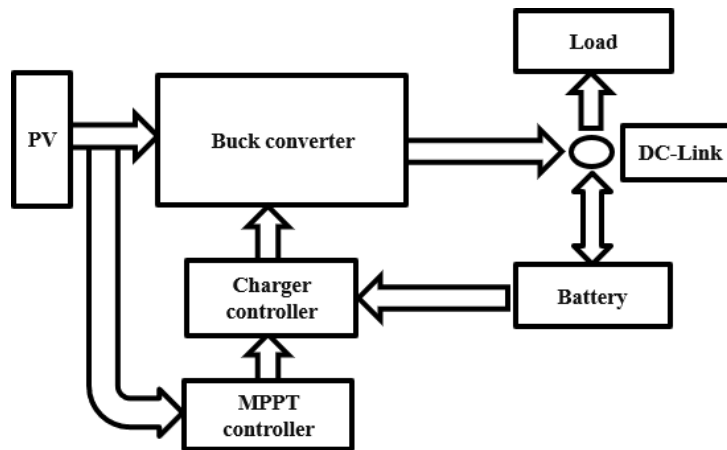 Load
PV
Buck converter
DC-Link
Charger
controller
Battery
MPPT
controller